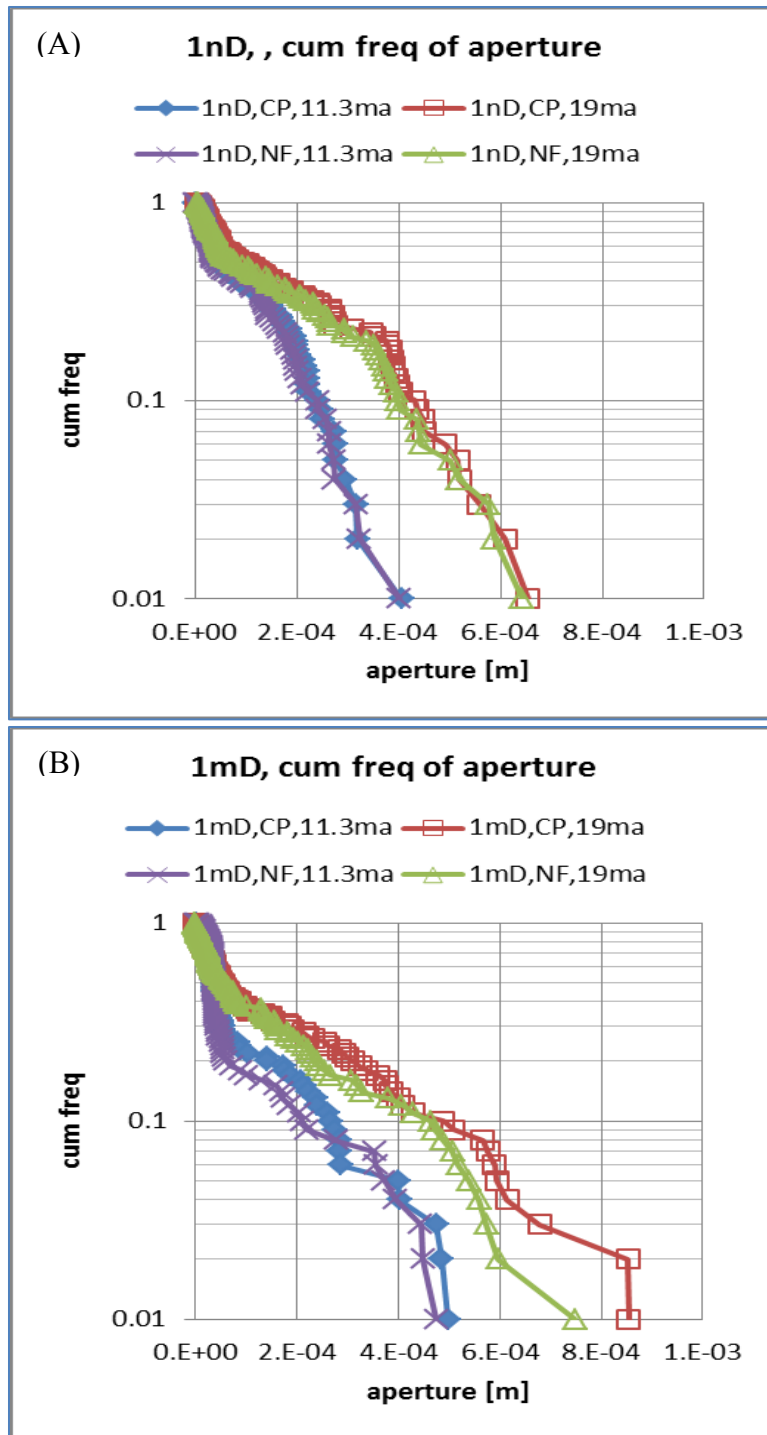 (A)
1nD, , cum freq of aperture
1nD,CP,11.3ma 1nD,CP,19ma
1nD,NF,11.3ma 1nD,NF,19ma
1
0.1
0.01
cum freq
0.E+00 2.E-04 4.E-04 6.E-04 8.E-04 1.E-03
aperture [m]
(B)
1mD, cum freq of aperture
1mD,CP,11.3ma 1mD,CP,19ma
1mD,NF,11.3ma 1mD,NF,19ma
1
0.1
0.01
cum freq
0.E+00 2.E-04 4.E-04 6.E-04 8.E-04 1.E-03
aperture [m]